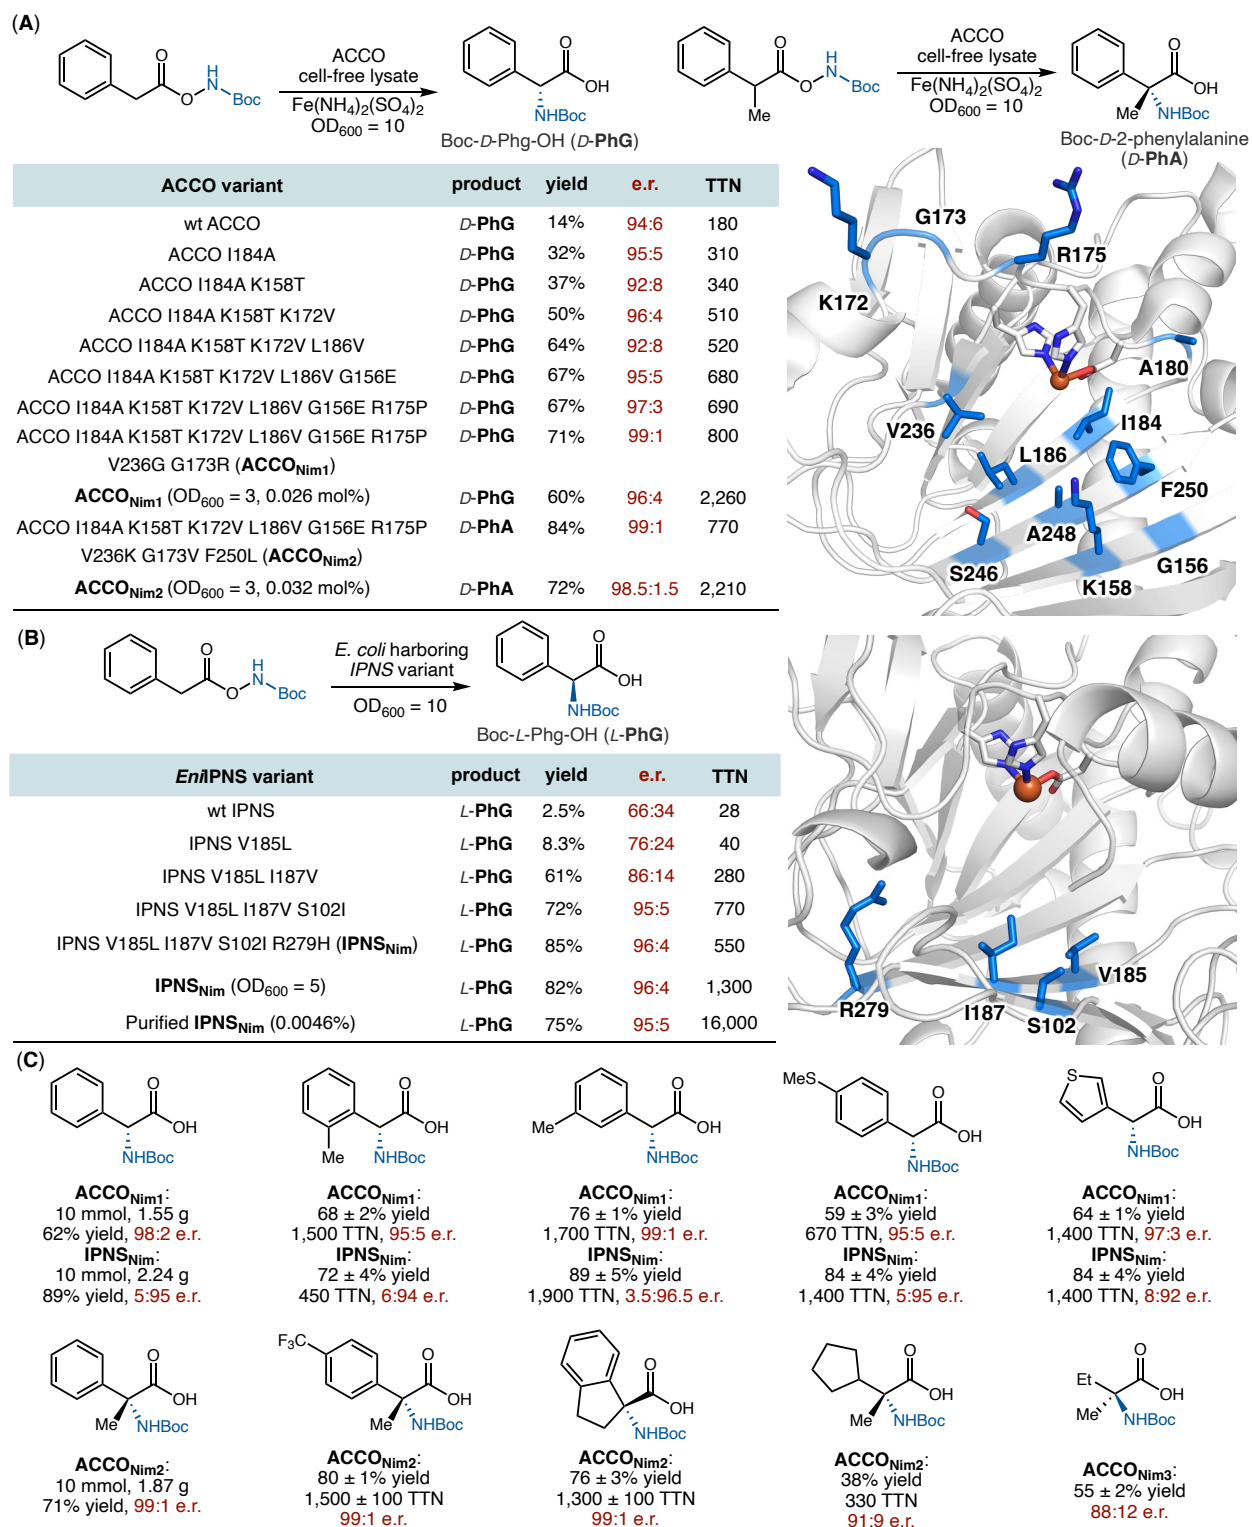 (A)
O
O
H
N
Boc
ACCO
cell-free lysate
Fe(NH4)2(SO4)2
OD600 = 10
O
OH
NHBoc
Boc-D-Phg-OH (D-PhG)
O
O
H
N
Boc
Me
ACCO
cell-free lysate
Fe(NH4)2(SO4)2
OD600 = 10
O
OH
Me
NHBoc
Boc-D-2-phenylalanine
(D-PhA)
ACCO variant product yield e.r. TTN
wt ACCO D-PhG 14% 94:6 180
ACCO I184A D-PhG 32% 95:5 310
ACCO I184A K158T D-PhG 37% 92:8 340
ACCO I184A K158T K172V D-PhG 50% 96:4 510
ACCO I184A K158T K172V L186V D-PhG 64% 92:8 520
ACCO I184A K158T K172V L186V G156E D-PhG 67% 95:5 680
ACCO I184A K158T K172V L186V G156E R175P D-PhG 67% 97:3 690
ACCO I184A K158T K172V L186V G156E R175P D-PhG 71% 99:1 800
V236G G173R (ACCONim1)
ACCONim1 (OD600 = 3, 0.026 mol%) D-PhG 60% 96:4 2,260
ACCO I184A K158T K172V L186V G156E R175P D-PhA 84% 99:1 770
V236K G173V F250L (ACCONim2)
ACCONim2 (OD600 = 3, 0.032 mol%) D-PhA 72% 98.5:1.5 2,210
G173
R175
K172
A180
V236
I184
L186
F250
A248
S246
K158
G156
(B)
O
O
H
N
Boc
E. coli harboring
IPNS variant
OD600 = 10
O
OH
NHBoc
Boc-L-Phg-OH (L-PhG)
EniIPNS variant product yield e.r. TTN
wt IPNS L-PhG 2.5% 66:34 28
IPNS V185L L-PhG 8.3% 76:24 40
IPNS V185L I187V L-PhG 61% 86:14 280
IPNS V185L I187V S102I L-PhG 72% 95:5 770
IPNS V185L I187V S102I R279H (IPNSNim) L-PhG 85% 96:4 550
IPNSNim (OD600 = 5) L-PhG 82% 96:4 1,300
Purified IPNSNim (0.0046%) L-PhG 75% 95:5 16,000
R279
I187
S102
V185
(C)
O
OH
NHBoc
ACCONim1:
10 mmol, 1.55 g
62% yield, 98:2 e.r.
IPNSNim:
10 mmol, 2.24 g
89% yield, 5:95 e.r.
O
OH
Me
NHBoc
ACCONim1:
68 ± 2% yield
1,500 TTN, 95:5 e.r.
IPNSNim:
72 ± 4% yield
450 TTN, 6:94 e.r.
O
OH
Me
NHBoc
ACCONim1:
76 ± 1% yield
1,700 TTN, 99:1 e.r.
IPNSNim:
89 ± 5% yield
1,900 TTN, 3.5:96.5 e.r.
MeS
O
OH
NHBoc
ACCONim1:
59 ± 3% yield
670 TTN, 95:5 e.r.
IPNSNim:
84 ± 4% yield
1,400 TTN, 5:95 e.r.
S
O
OH
NHBoc
ACCONim1:
64 ± 1% yield
1,400 TTN, 97:3 e.r.
IPNSNim:
84 ± 4% yield
1,400 TTN, 8:92 e.r.
O
OH
Me
NHBoc
ACCONim2:
10 mmol, 1.87 g
71% yield, 99:1 e.r.
F3C
O
OH
Me
NHBoc
ACCONim2:
80 ± 1% yield
1,500 ± 100 TTN
99:1 e.r.
O
OH
NHBoc
ACCONim2:
76 ± 3% yield
1,300 ± 100 TTN
99:1 e.r.
O
OH
Me
NHBoc
ACCONim2:
38% yield
330 TTN
91:9 e.r.
Et
O
OH
Me
NHBoc
ACCONim3:
55 ± 2% yield
88:12 e.r.